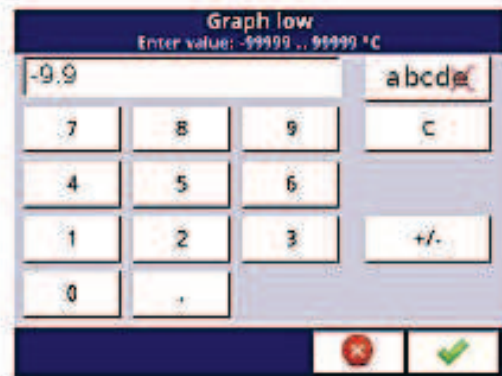 Graph low
Enter value: -99999 .. 99999 °C
-9.9
abcde
7 8 9 C
4 5 6
1 2 3 +/-
0 .